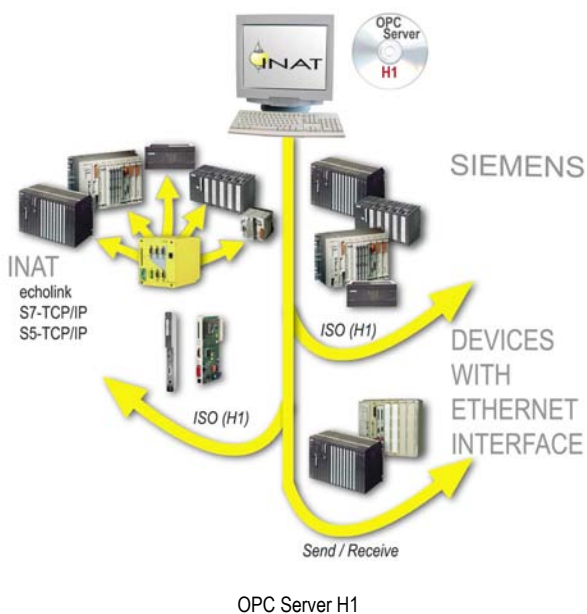 OPC
Server
H1
INAT
SIEMENS
INAT
echolink
S7-TCP/IP
S5-TCP/IP
ISO (H1)
DEVICES
WITH
ETHERNET
INTERFACE
ISO (H1)
Send / Receive
OPC Server H1